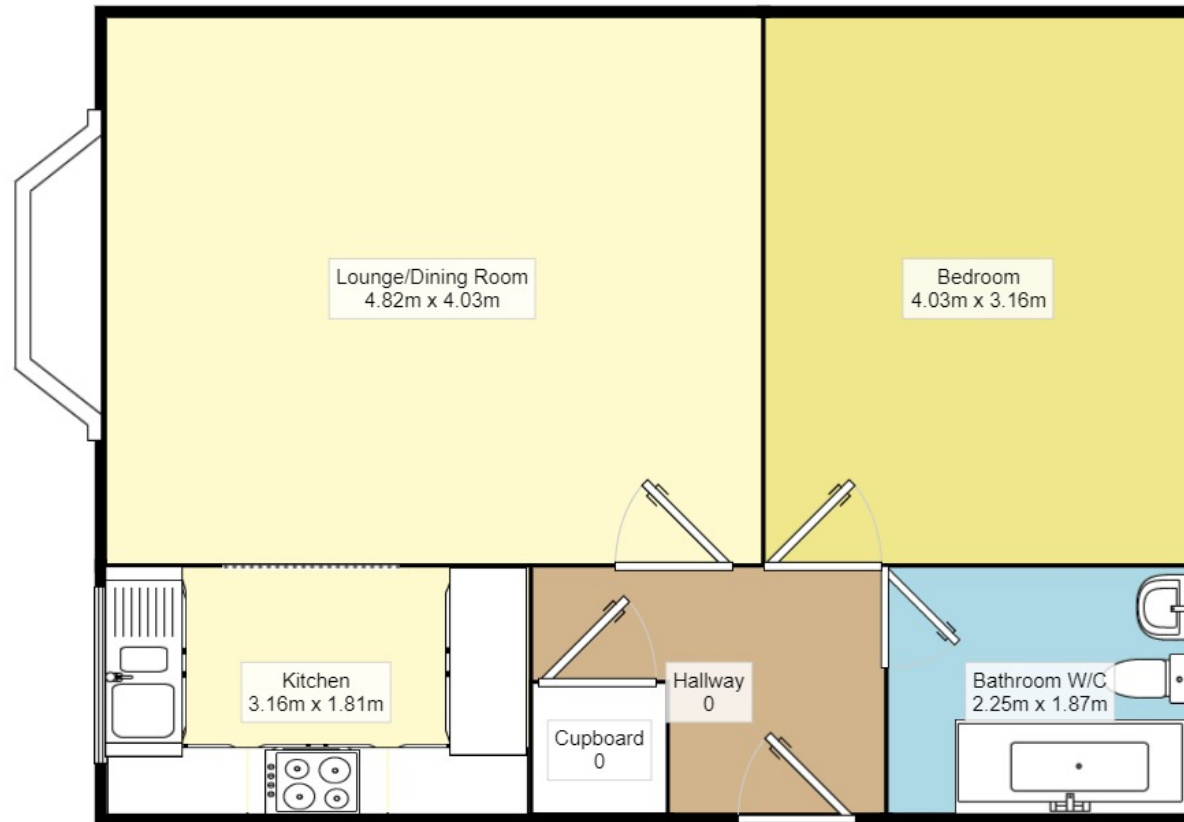 Lounge/Dining Room
4.82m x 4.03m
Bedroom
4.03m x 3.16m
Kitchen
3.16m x 1.81m
Hallway
0
Bathroom W/C
2.25m x 1.87m
Cupboard
0